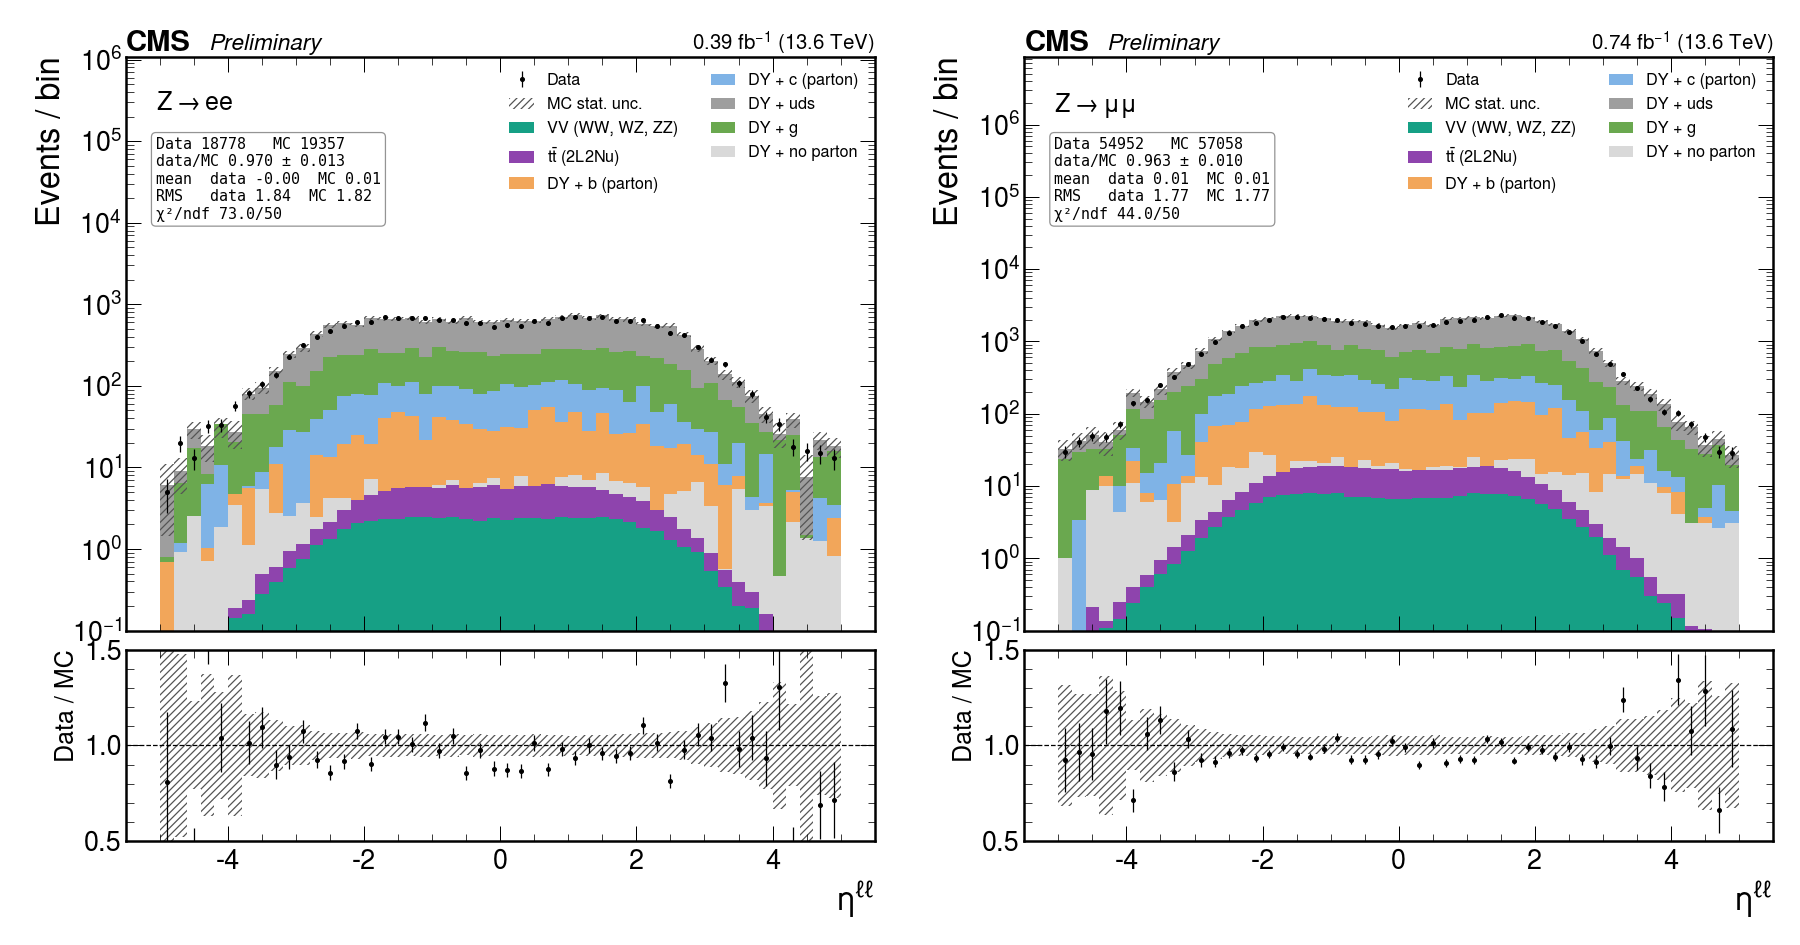 CMS Preliminary 0.39 fb⁻¹ (13.6 TeV)
Events / bin
10⁶
10⁵
10⁴
10³
10²
10¹
10⁰
10⁻¹
Z → ee
Data 18778 MC 19357
data/MC 0.970 ± 0.013
mean data -0.00 MC 0.01
RMS data 1.84 MC 1.82
χ²/ndf 73.0/50
Data
MC stat. unc.
VV (WW, WZ, ZZ)
tt̄ (2L2Nu)
DY + b (parton)
DY + c (parton)
DY + uds
DY + g
DY + no parton
Data / MC
1.5
1.0
0.5
-4 -2 0 2 4
η^ℓℓ
CMS Preliminary 0.74 fb⁻¹ (13.6 TeV)
Events / bin
10⁶
10⁵
10⁴
10³
10²
10¹
10⁰
10⁻¹
Z → μμ
Data 54952 MC 57058
data/MC 0.963 ± 0.010
mean data 0.01 MC 0.01
RMS data 1.77 MC 1.77
χ²/ndf 44.0/50
Data
MC stat. unc.
VV (WW, WZ, ZZ)
tt̄ (2L2Nu)
DY + b (parton)
DY + c (parton)
DY + uds
DY + g
DY + no parton
Data / MC
1.5
1.0
0.5
-4 -2 0 2 4
η^ℓℓ